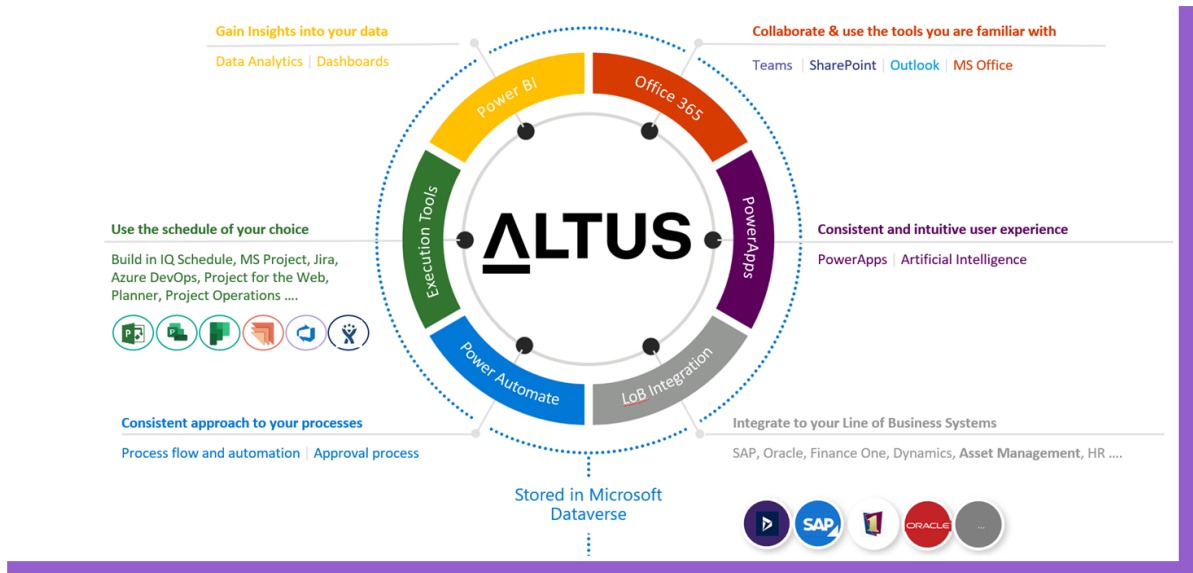 Gain Insights into your data
Data Analytics | Dashboards
Collaborate & use the tools you are familiar with
Teams | SharePoint | Outlook | MS Office
Power BI
Office 365
Execution Tools
PowerApps
Power Automate
LoB Integration
ALTUS
Use the schedule of your choice
Build in IQ Schedule, MS Project, Jira,
Azure DevOps, Project for the Web,
Planner, Project Operations ....
Consistent and intuitive user experience
PowerApps | Artificial Intelligence
Consistent approach to your processes
Process flow and automation | Approval process
Integrate to your Line of Business Systems
SAP, Oracle, Finance One, Dynamics, Asset Management, HR ....
Stored in Microsoft
Dataverse
P
P
SAP
1
ORACLE
...